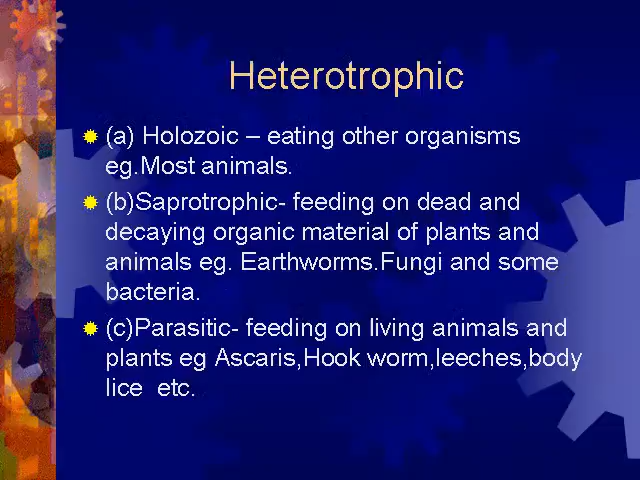 Heterotrophic
(a) Holozoic – eating other organisms
eg.Most animals.
(b)Saprotrophic- feeding on dead and
decaying organic material of plants and
animals eg. Earthworms.Fungi and some
bacteria.
(c)Parasitic- feeding on living animals and
plants eg Ascaris,Hook worm,leeches,body
lice  etc.